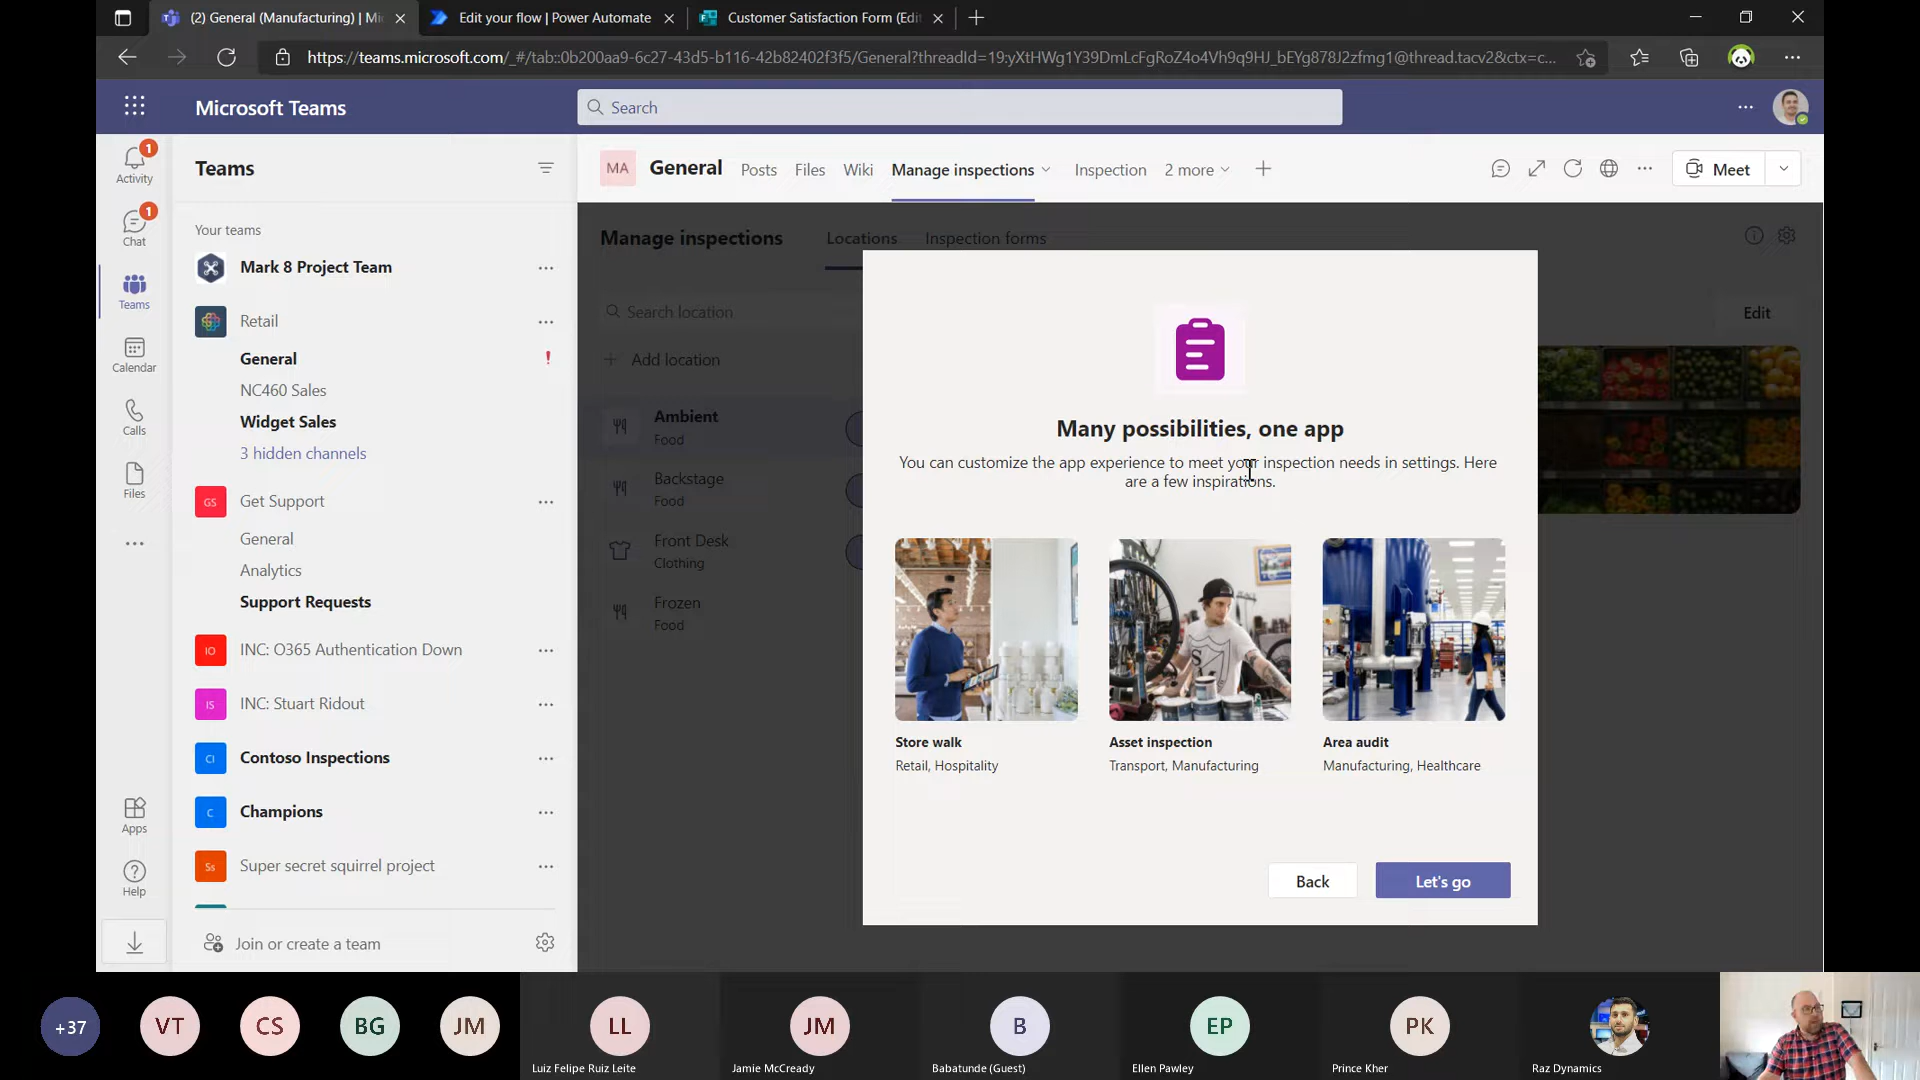 (2) General (Manufacturing) | Mi
Edit your flow | Power Automate
Customer Satisfaction Form (Edit
https://teams.microsoft.com/_#/tab::0b200aa9-6c27-43d5-b116-42b82402f3f5/General?threadId=19:yXtHWg1Y39DmLcFgRoZ4o4Vh9q9HJ_bEYg878J2zfmg1@thread.tacv2&ctx=c...
Microsoft Teams
Search
Activity
1
Chat
1
Teams
Calendar
Calls
Files
Apps
Help
Teams
Your teams
Mark 8 Project Team
Retail
General
!
NC460 Sales
Widget Sales
3 hidden channels
GS
Get Support
General
Analytics
Support Requests
IO
INC: O365 Authentication Down
IS
INC: Stuart Ridout
CI
Contoso Inspections
C
Champions
Ss
Super secret squirrel project
Join or create a team
MA
General
Posts
Files
Wiki
Manage inspections
Inspection
2 more
Meet
Manage inspections
Locations
Inspection forms
Search location
Add location
Edit
Ambient
Food
Backstage
Food
Front Desk
Clothing
Frozen
Food
Many possibilities, one app
You can customize the app experience to meet your inspection needs in settings. Here
are a few inspirations.
Store walk
Retail, Hospitality
Asset inspection
Transport, Manufacturing
Area audit
Manufacturing, Healthcare
Back
Let's go
+37
VT
CS
BG
JM
LL
Luiz Felipe Ruiz Leite
JM
Jamie McCready
B
Babatunde (Guest)
EP
Ellen Pawley
PK
Prince Kher
Raz Dynamics